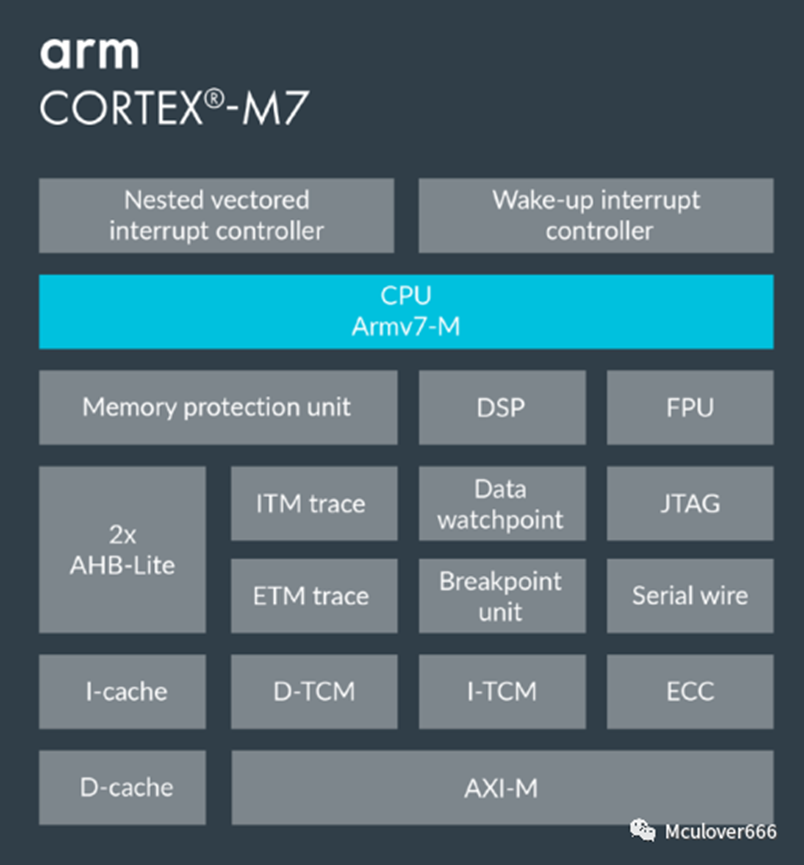 arm
CORTEX®-M7
Nested vectored
interrupt controller
Wake-up interrupt
controller
CPU
Armv7-M
Memory protection unit
DSP
FPU
2x
AHB-Lite
ITM trace
Data
watchpoint
JTAG
ETM trace
Breakpoint
unit
Serial wire
I-cache
D-TCM
I-TCM
ECC
D-cache
AXI-M
Mculover666